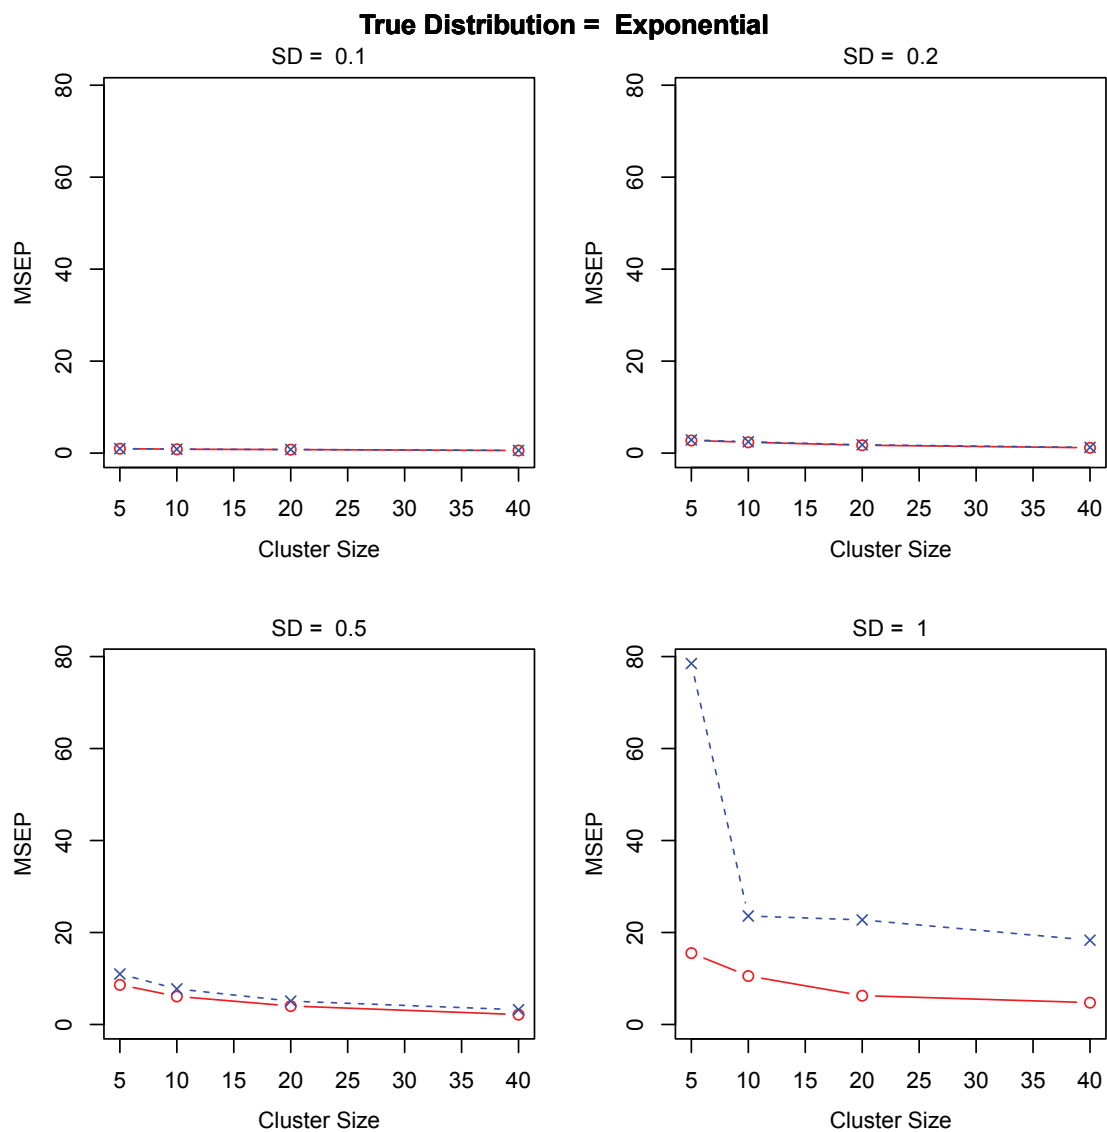 True Distribution = Exponential
SD = 0.1
SD = 0.2
80
60
40
20
0
MSEP
5 10 15 20 25 30 35 40
Cluster Size
80
60
40
20
0
MSEP
5 10 15 20 25 30 35 40
Cluster Size
SD = 0.5
SD = 1
80
60
40
20
0
MSEP
5 10 15 20 25 30 35 40
Cluster Size
80
60
40
20
0
MSEP
5 10 15 20 25 30 35 40
Cluster Size